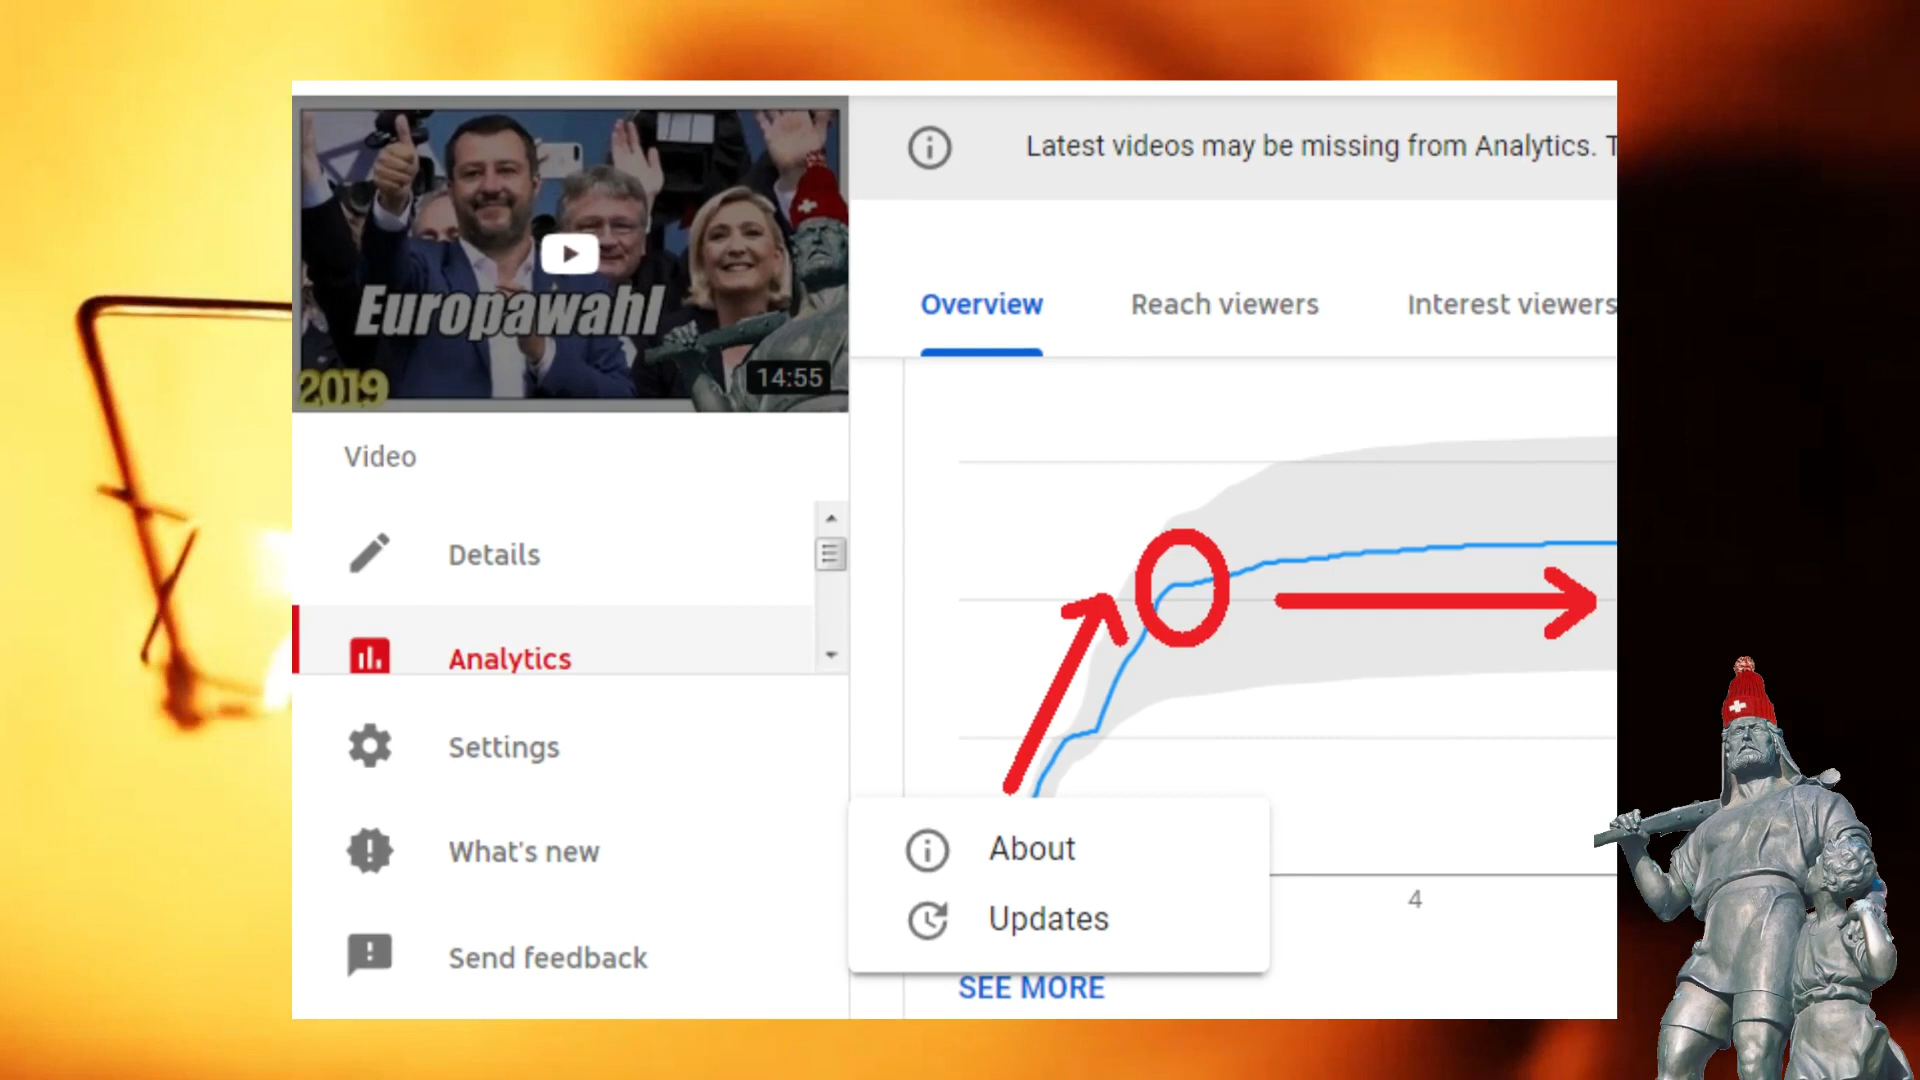 Europawahl
2019
14:55
Video
Details
Analytics
Settings
What's new
Send feedback
Latest videos may be missing from Analytics. T
Overview
Reach viewers
Interest viewers
4
About
Updates
SEE MORE